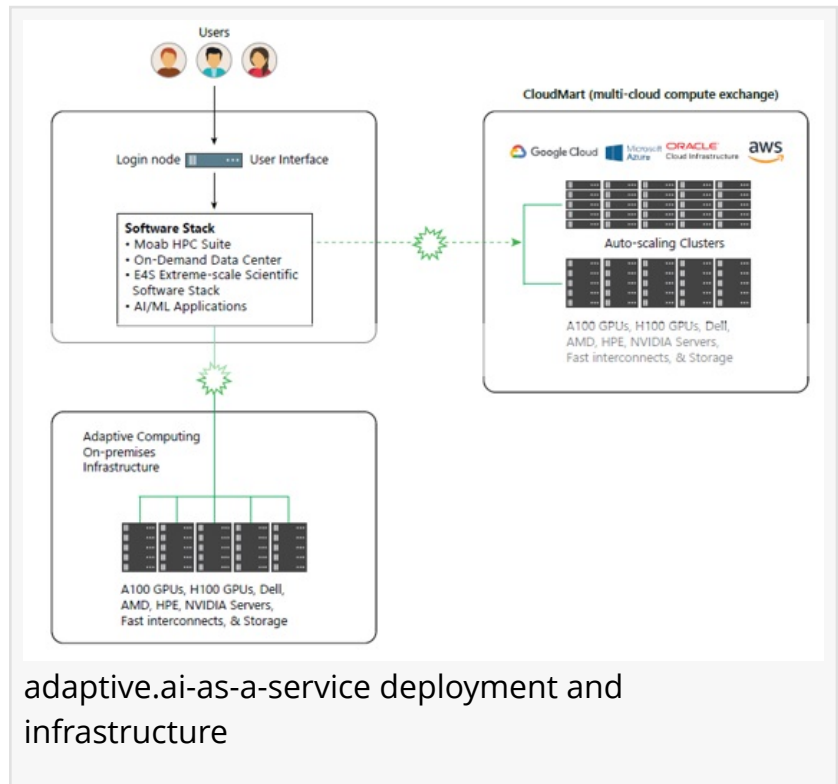 Users
Login node
User Interface
Software Stack
• Moab HPC Suite
• On-Demand Data Center
• E4S Extreme-scale Scientific
Software Stack
• AI/ML Applications
CloudMart (multi-cloud compute exchange)
Google Cloud
Microsoft
Azure
ORACLE
Cloud Infrastructure
aws
Auto-scaling Clusters
A100 GPUs, H100 GPUs, Dell,
AMD, HPE, NVIDIA Servers,
Fast interconnects, & Storage
Adaptive Computing
On-premises
Infrastructure
A100 GPUs, H100 GPUs, Dell,
AMD, HPE, NVIDIA Servers,
Fast interconnects, & Storage
adaptive.ai-as-a-service deployment and
infrastructure